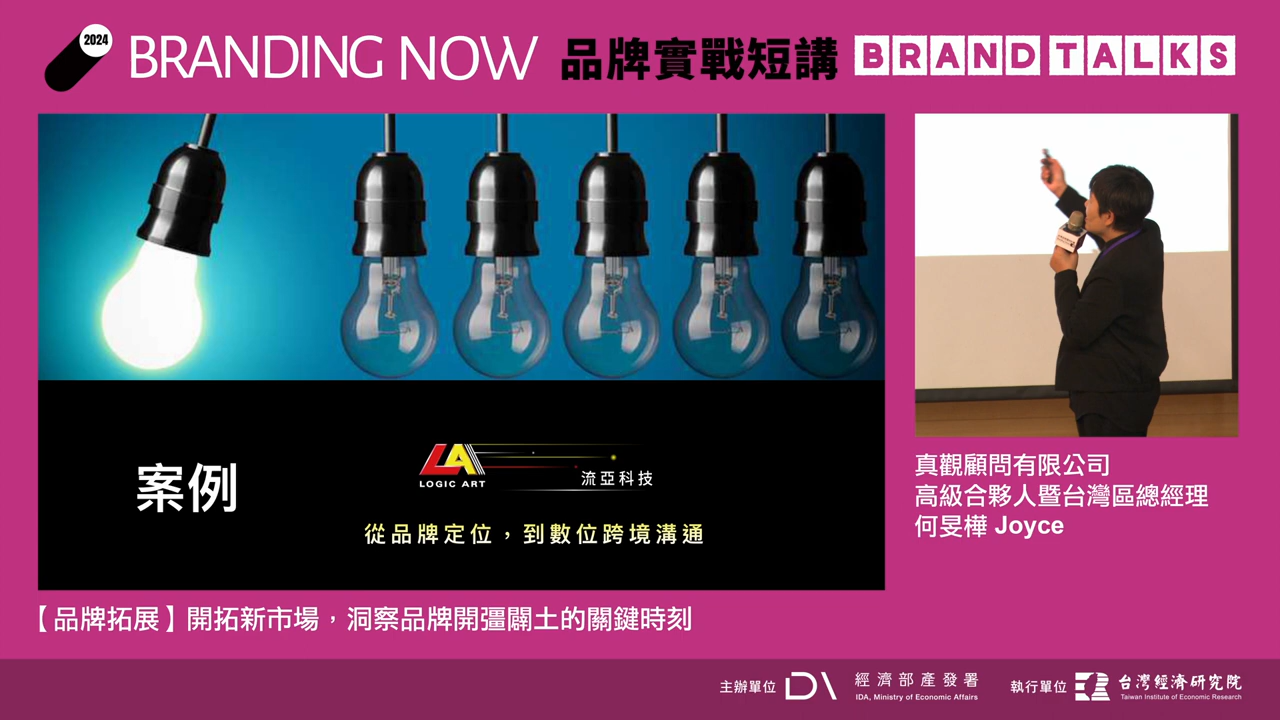 2024
BRANDING NOW 品牌實戰短講 BRAND TALKS
案例
LA
LOGIC ART
流亞科技
從品牌定位，到數位跨境溝通
真觀顧問有限公司
高級合夥人暨台灣區總經理
何旻樺 Joyce
【品牌拓展】開拓新市場，洞察品牌開疆闢土的關鍵時刻
主辦單位
經濟部產發署
IDA, Ministry of Economic Affairs
執行單位
台灣經濟研究院
Taiwan Institute of Economic Research